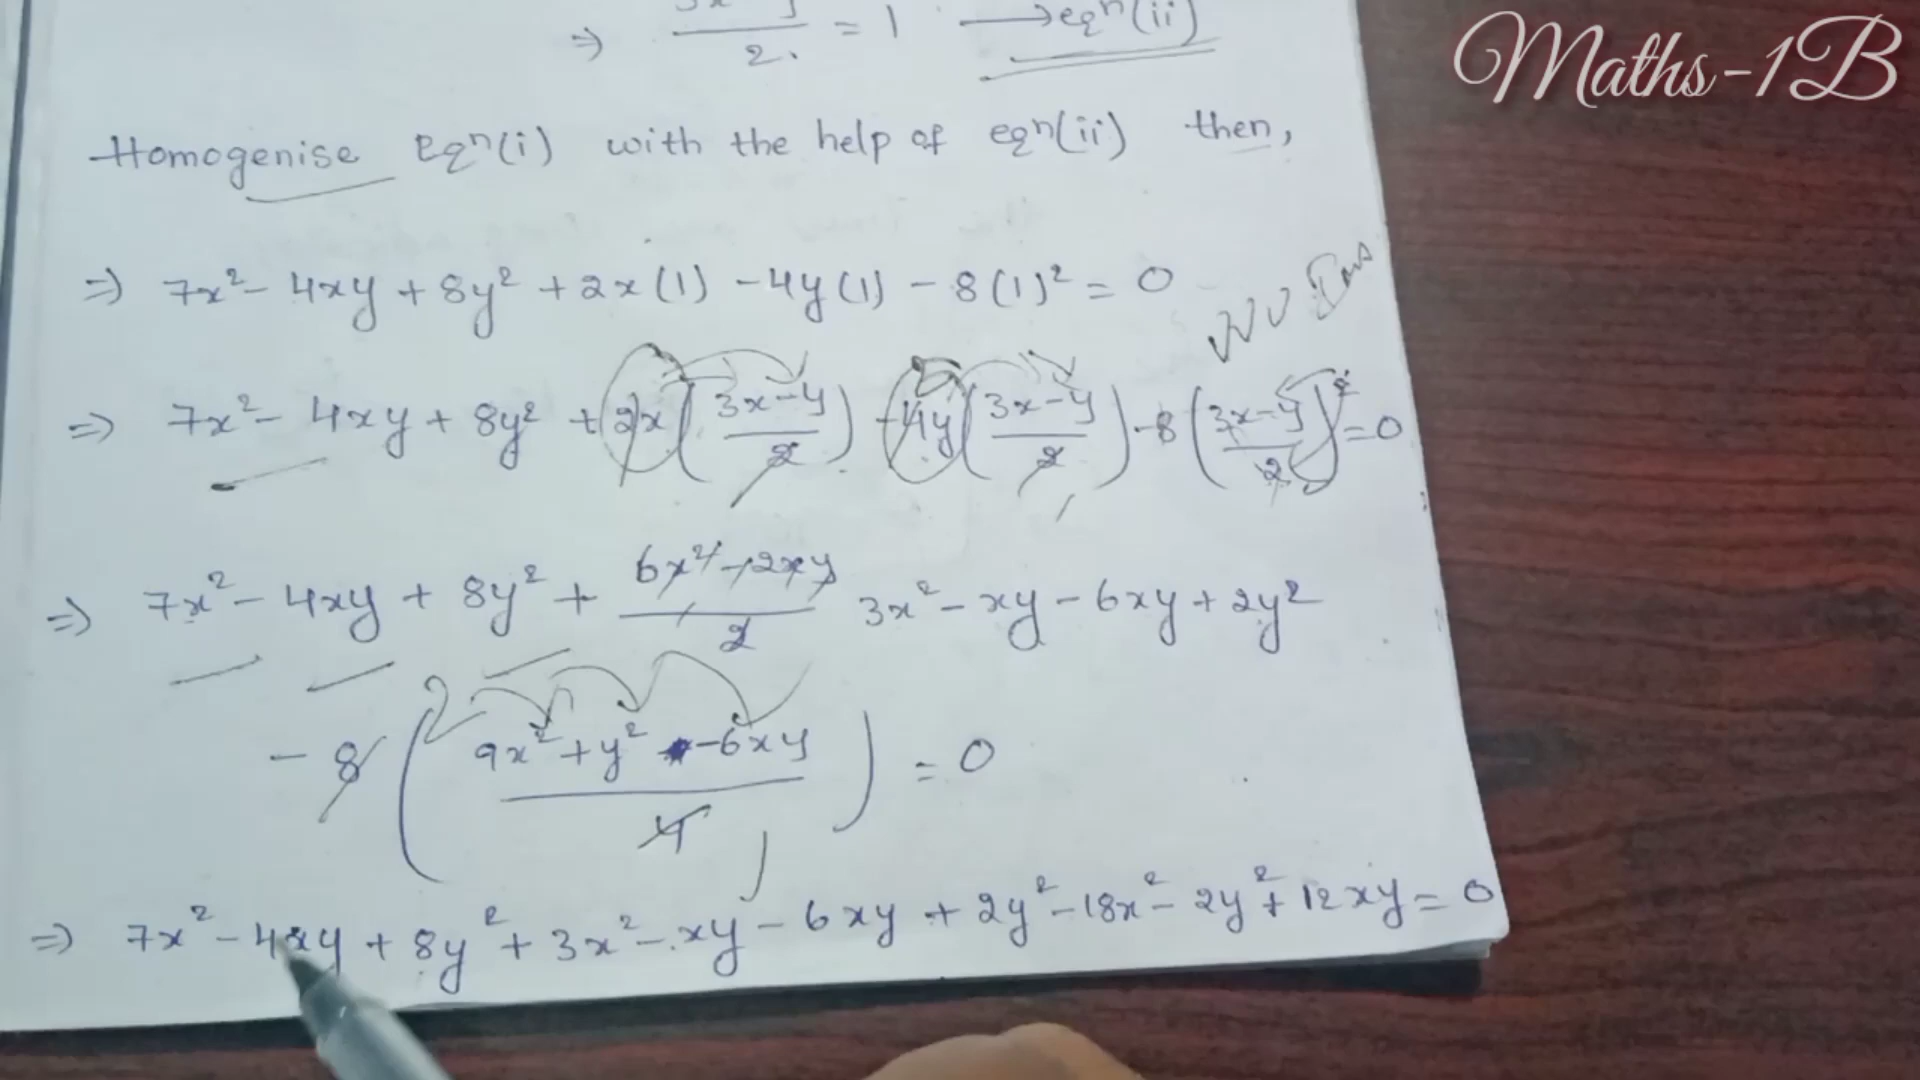 Maths-1B
⇒ 3x-y/2 = 1 → eqn(ii)
Homogenise Eqn(i) with the help of eqn(ii) then,
⇒ 7x² - 4xy + 8y² + 2x(1) - 4y(1) - 8(1)² = 0
⇒ 7x² - 4xy + 8y² + 2x(3x-y/2) - 4y(3x-y/2) - 8(3x-y/2)² = 0
⇒ 7x² - 4xy + 8y² + 6x²-2xy/2 3x² - xy - 6xy + 2y²
- 8(9x² + y² - 6xy/4) = 0
⇒ 7x² - 4xy + 8y² + 3x² - xy - 6xy + 2y² - 18x² - 2y² + 12xy = 0